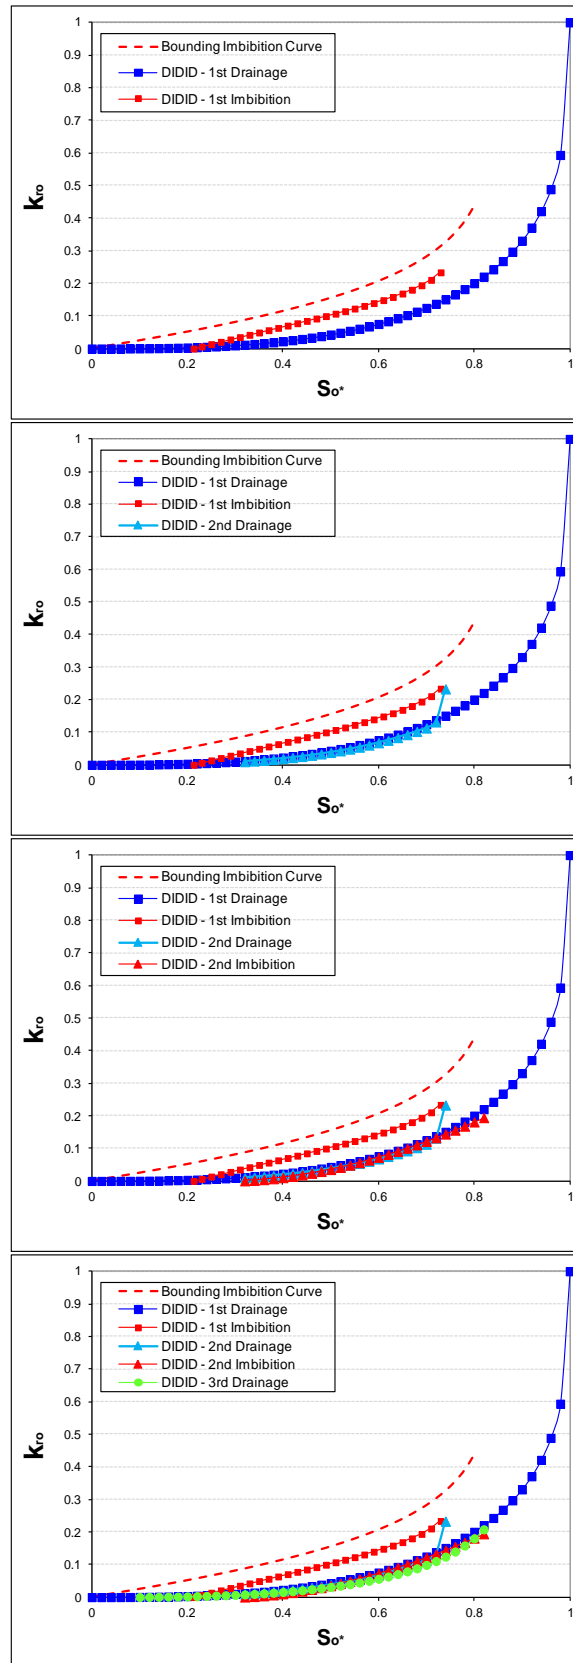 1
0.9
0.8
0.7
0.6
0.5
0.4
0.3
0.2
0.1
0
kro
Bounding Imbibition Curve
DIDID - 1st Drainage
DIDID - 1st Imbibition
0 0.2 0.4 0.6 0.8 1
So*
1
0.9
0.8
0.7
0.6
0.5
0.4
0.3
0.2
0.1
0
kro
Bounding Imbibition Curve
DIDID - 1st Drainage
DIDID - 1st Imbibition
DIDID - 2nd Drainage
0 0.2 0.4 0.6 0.8 1
So*
1
0.9
0.8
0.7
0.6
0.5
0.4
0.3
0.2
0.1
0
kro
Bounding Imbibition Curve
DIDID - 1st Drainage
DIDID - 1st Imbibition
DIDID - 2nd Drainage
DIDID - 2nd Imbibition
0 0.2 0.4 0.6 0.8 1
So*
1
0.9
0.8
0.7
0.6
0.5
0.4
0.3
0.2
0.1
0
kro
Bounding Imbibition Curve
DIDID - 1st Drainage
DIDID - 1st Imbibition
DIDID - 2nd Drainage
DIDID - 2nd Imbibition
DIDID - 3rd Drainage
0 0.2 0.4 0.6 0.8 1
So*